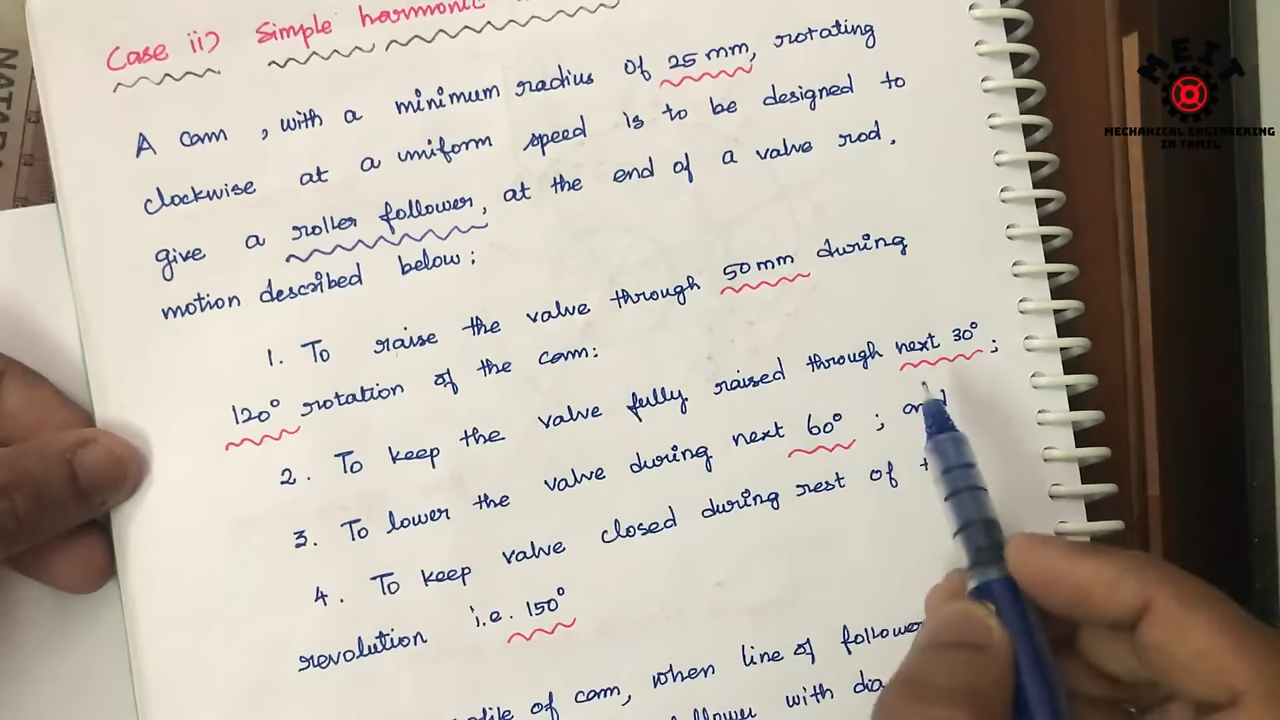 Case ii) Simple harmonic
A cam, with a minimum radius of 25 mm, rotating
clockwise at a uniform speed is to be designed to
give a roller follower, at the end of a valve rod.
motion described below:
1. To raise the valve through 50mm during
120° rotation of the cam:
2. To keep the valve fully raised through next 30°;
3. To lower the valve during next 60°; and
4. To keep valve closed during rest of
revolution i.e. 150°
of cam, when line of follower
with
MEIT
MECHANICAL ENGINEERING
IN TAMIL